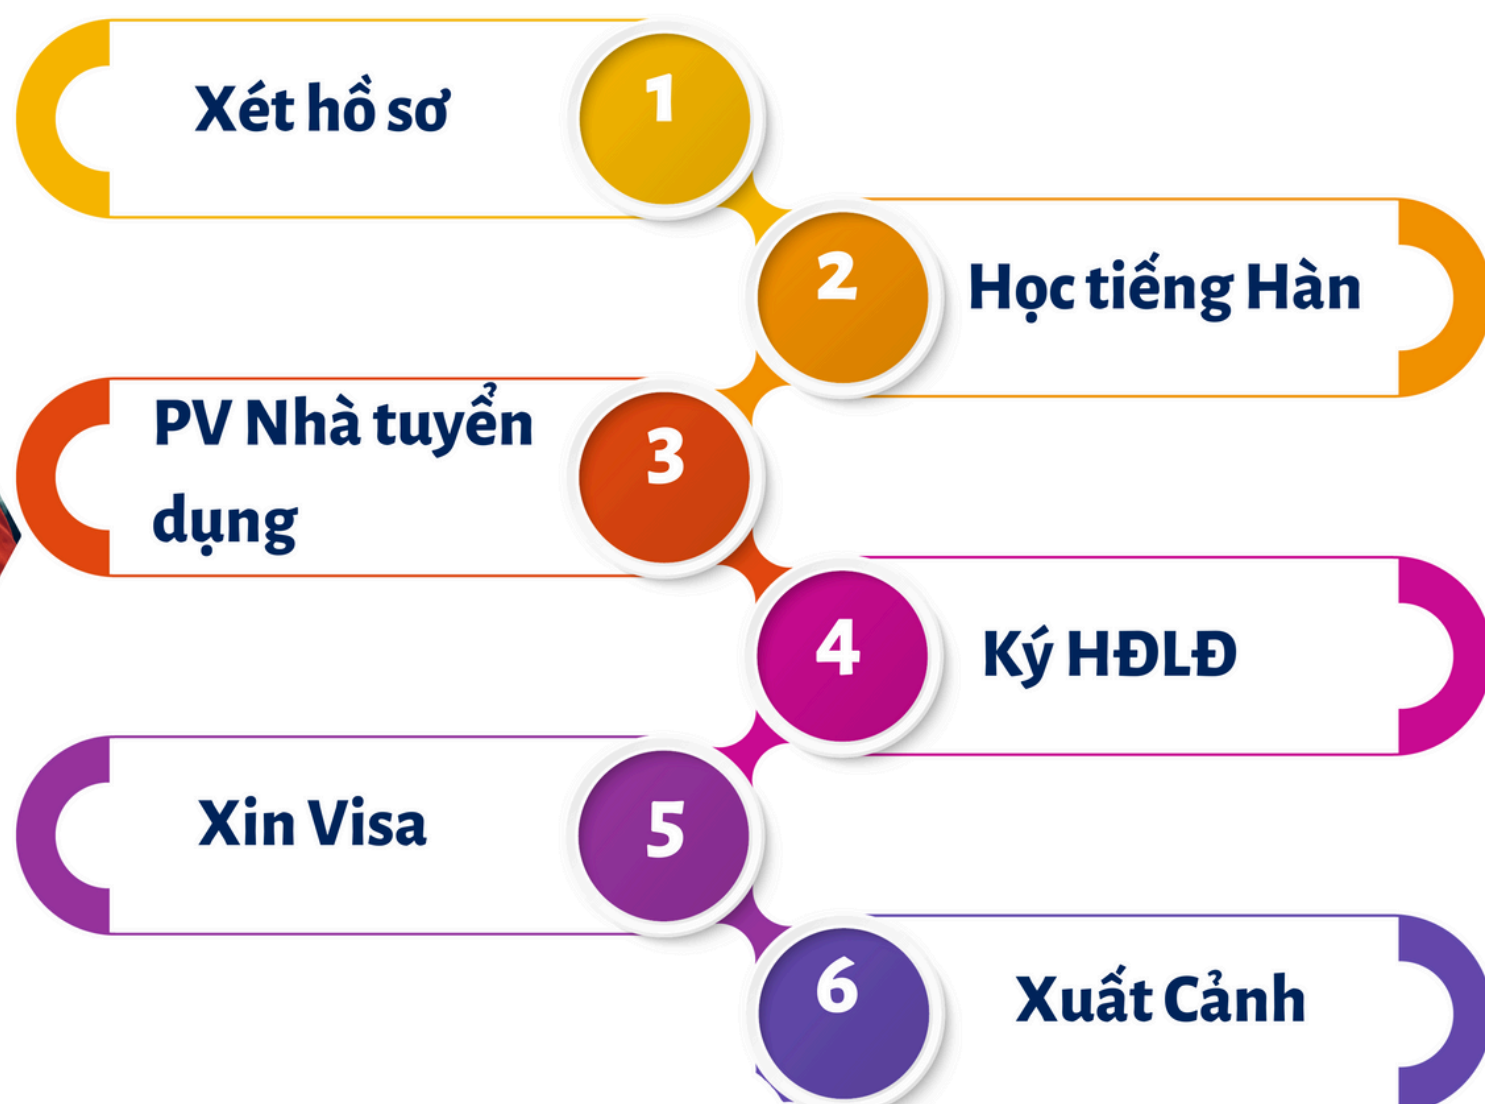 1
Xét hồ sơ
2
Học tiếng Hàn
3
PV Nhà tuyển
dụng
4
Ký HĐLĐ
5
Xin Visa
6
Xuất Cảnh